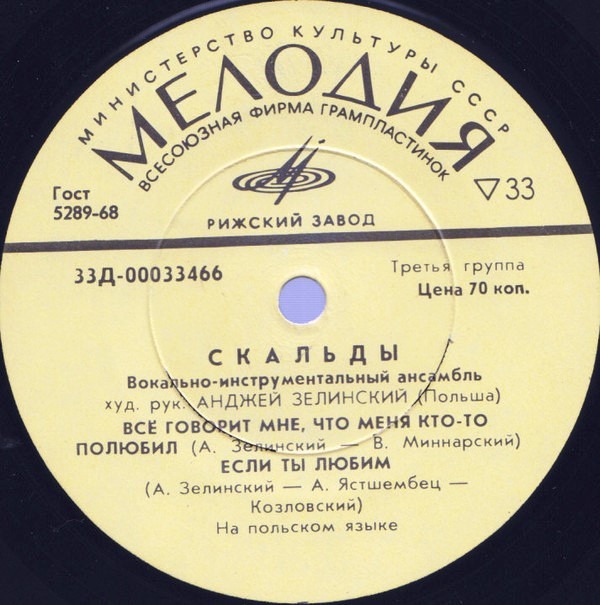 МИНИСТЕРСТВО КУЛЬТУРЫ СССР
МЕЛОДИЯ
ВСЕСОЮЗНАЯ ФИРМА ГРАМПЛАСТИНОК
Гост
5289-68
▽33
РИЖСКИЙ ЗАВОД
33Д-00033466
Третья группа
Цена 70 коп.
СКАЛЬДЫ
Вокально-инструментальный ансамбль
худ. рук. АНДЖЕЙ ЗЕЛИНСКИЙ (Польша)
ВСЁ ГОВОРИТ МНЕ, ЧТО МЕНЯ КТО-ТО
ПОЛЮБИЛ (А. Зелинский — В. Миннарский)
ЕСЛИ ТЫ ЛЮБИМ
(А. Зелинский — А. Ястшембец —
Козловский)
На польском языке